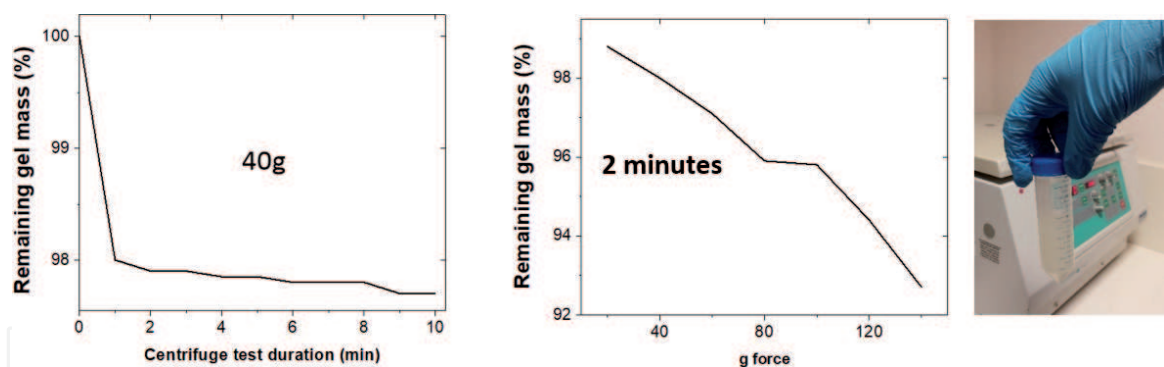 Remaining gel mass (%)
100
99
98
40g
0 2 4 6 8 10
Centrifuge test duration (min)
Remaining gel mass (%)
98
96
94
92
2 minutes
40 80 120
g force